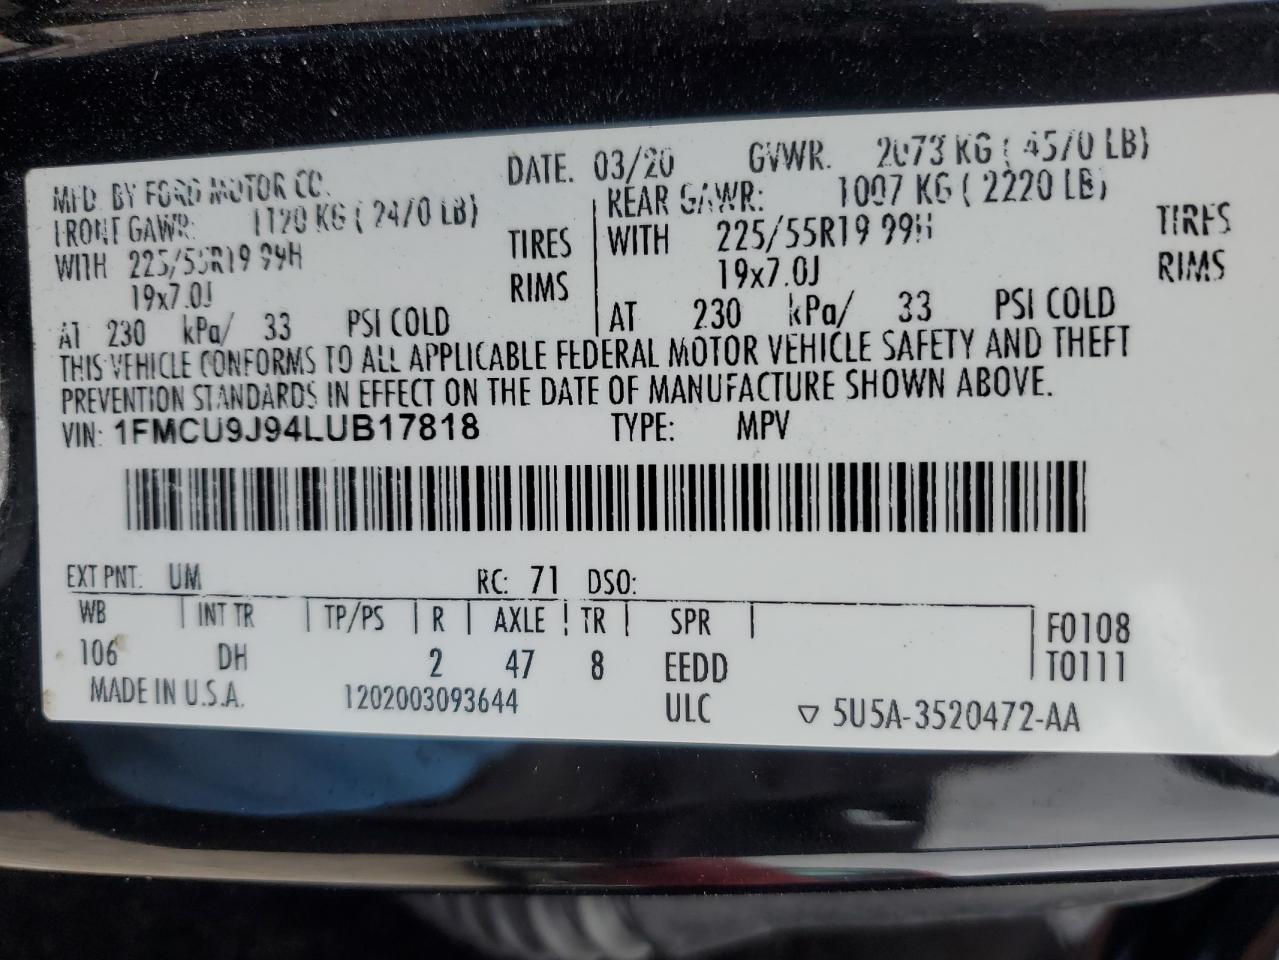 MFD. BY FORD MOTOR CO.
DATE. 03/20 GVWR. 2073 KG ( 4570 LB)
FRONT GAWR: 1120 KG ( 2470 LB)
REAR GAWR: 1007 KG ( 2220 LB)
WITH 225/55R19 99H TIRES
19x7.0J RIMS
AT 230 kPa/ 33 PSI COLD
WITH 225/55R19 99H TIRES
19x7.0J RIMS
AT 230 kPa/ 33 PSI COLD
THIS VEHICLE CONFORMS TO ALL APPLICABLE FEDERAL MOTOR VEHICLE SAFETY AND THEFT
PREVENTION STANDARDS IN EFFECT ON THE DATE OF MANUFACTURE SHOWN ABOVE.
VIN: 1FMCU9J94LUB17818 TYPE: MPV
EXT PNT: UM RC: 71 DSO:
WB INT TR TP/PS R AXLE TR SPR F0108
106 DH 2 47 8 EEDD T0111
MADE IN U.S.A. 1202003093644 ULC ▽ 5U5A-3520472-AA